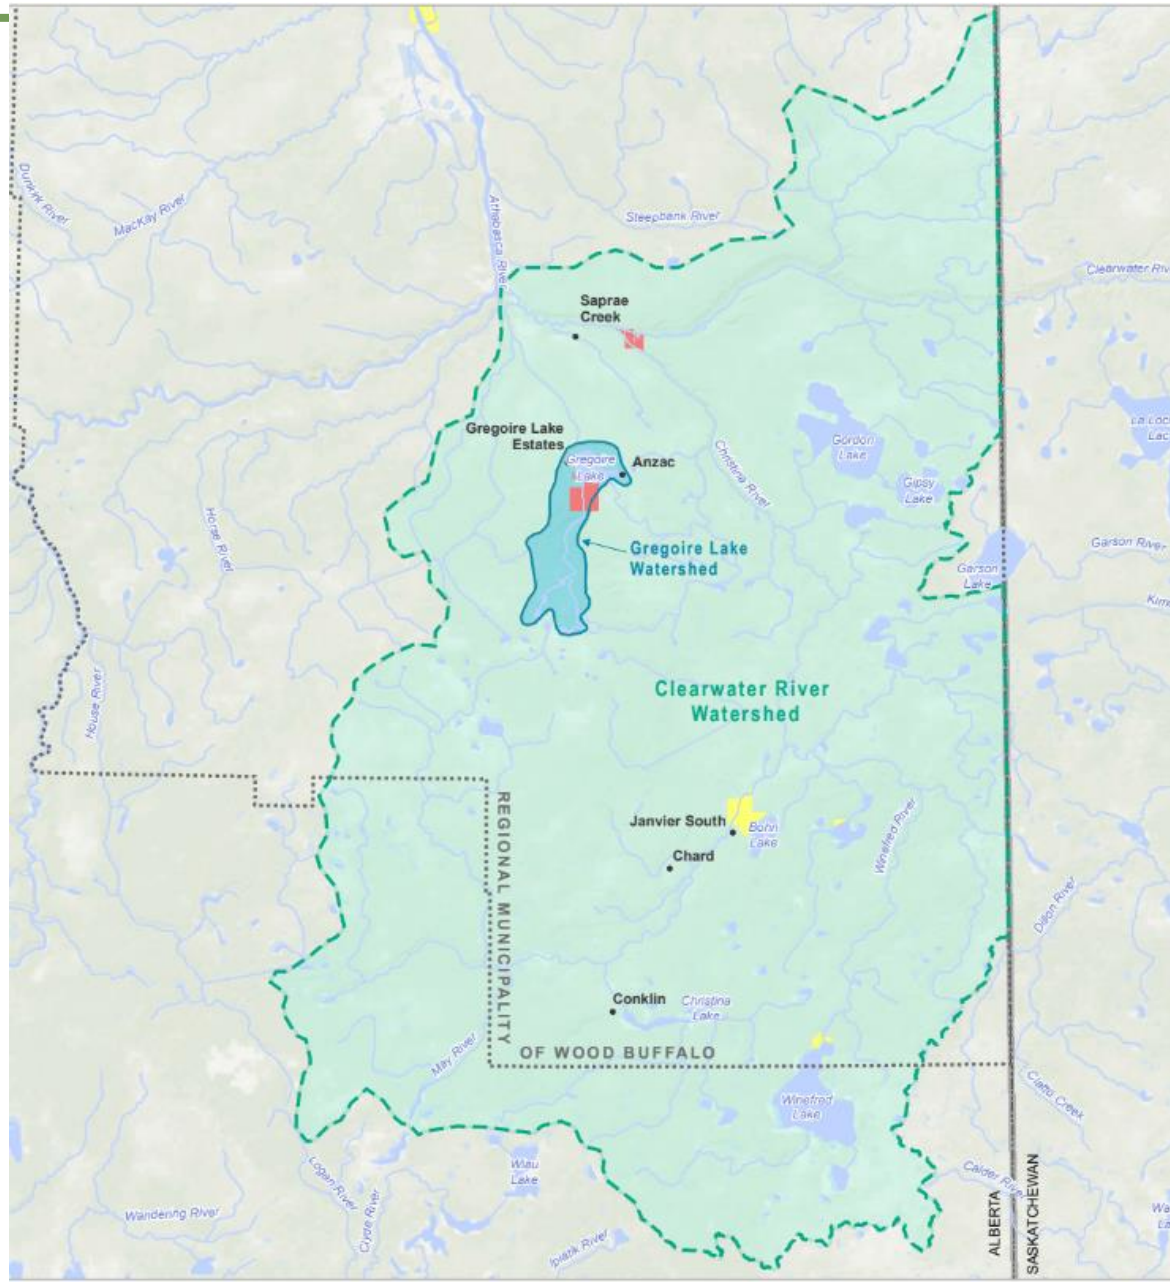 Dunkirk River
MacKay River
Athabasca River
Steepbank River
Clearwater
Saprae
Creek
Gregoire Lake
Estates
Gregoire
Lake
Anzac
Christina River
Gordon
Lake
Gipsy
Lake
Horse River
Gregoire Lake
Watershed
Garson River
Garson
Lake
House River
Clearwater River
Watershed
REGIONAL MUNICIPALITY
OF WOOD BUFFALO
Janvier South
Bohn
Lake
Chard
Winefred River
Dillon River
Conklin
Christina
Lake
May River
Winefred
Lake
Wiau
Lake
Logan River
Clyde River
Wandering River
Ipiatik River
Calder River
ALBERTA
SASKATCHEWAN